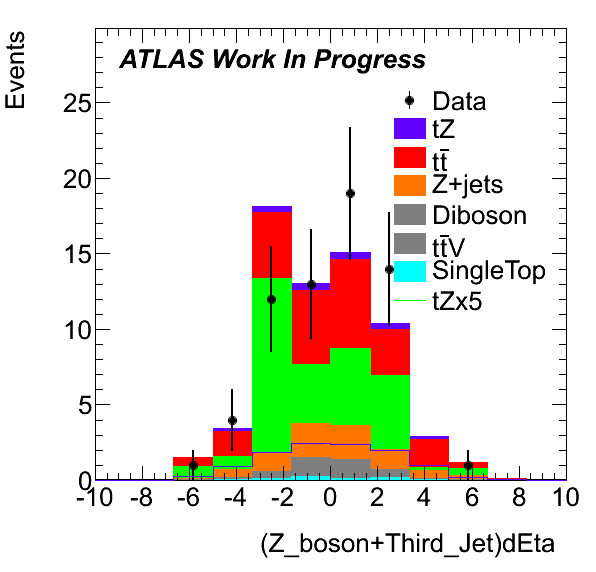 Events
ATLAS Work In Progress
Data
tZ
tt̄
Z+jets
Diboson
tt̄V
SingleTop
tZx5
25
20
15
10
5
0
-10 -8 -6 -4 -2 0 2 4 6 8 10
(Z_boson+Third_Jet)dEta